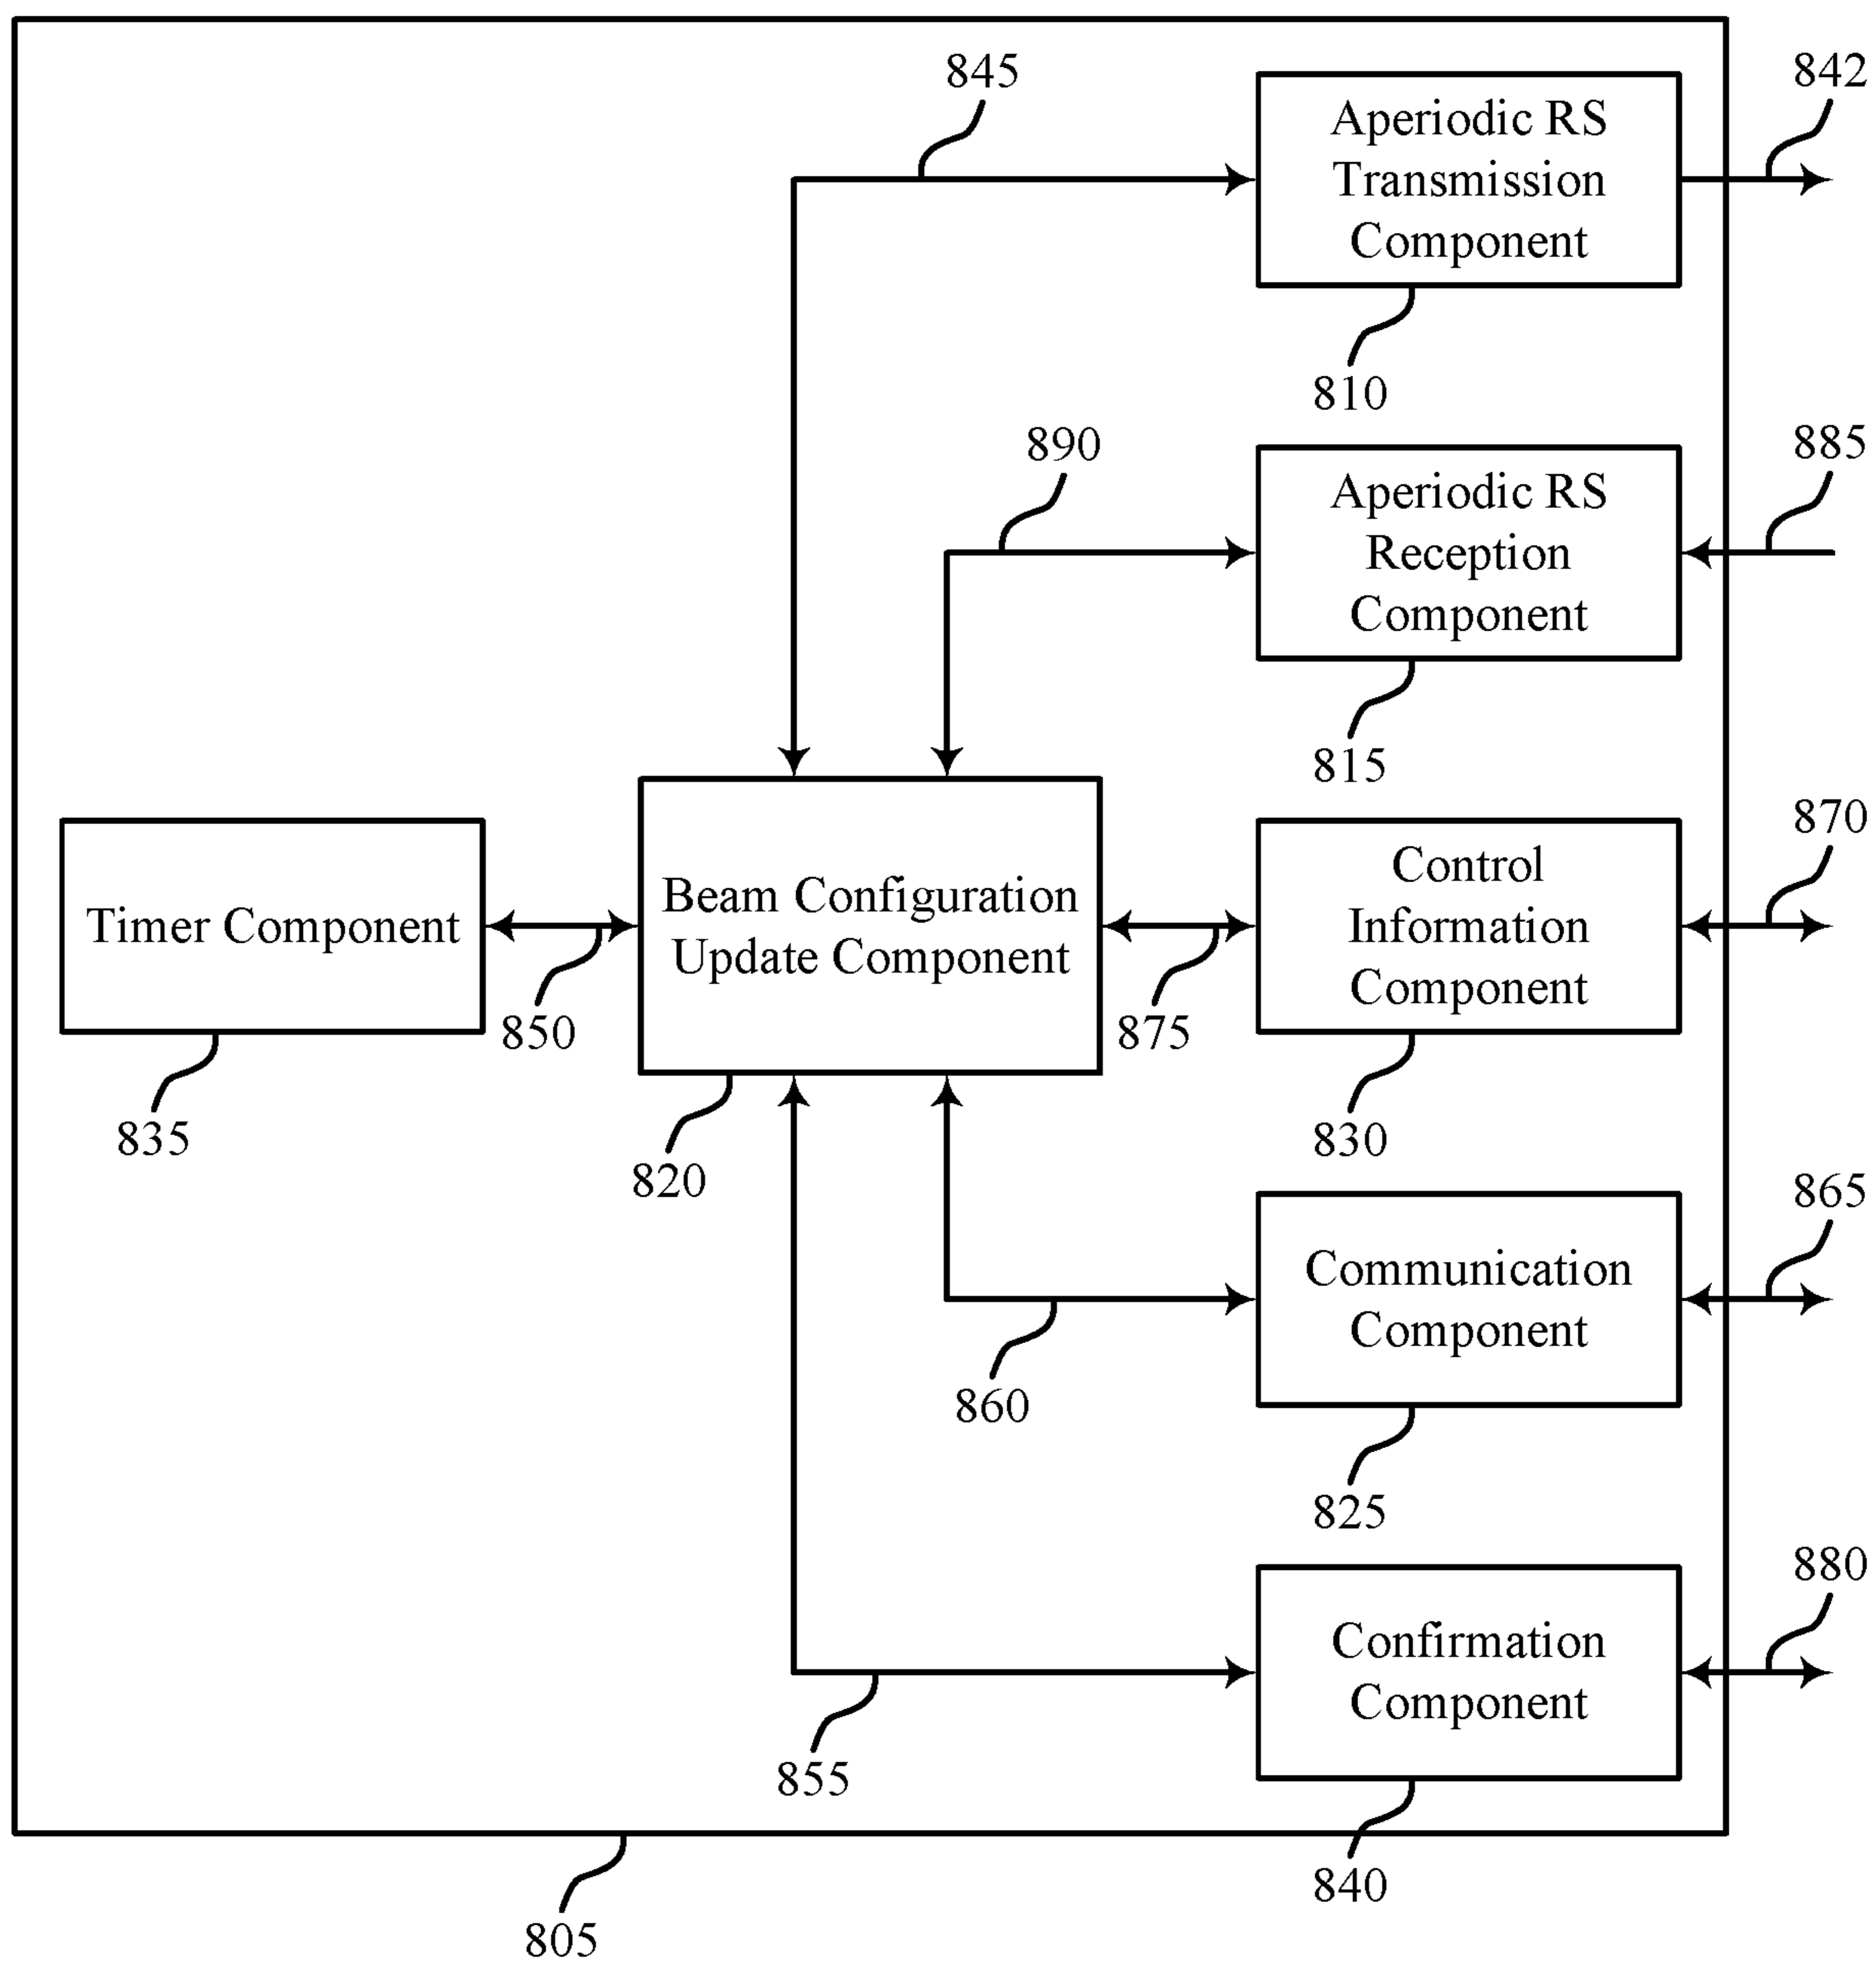 845
842
Aperiodic RS
Transmission
Component
810
890
885
Aperiodic RS
Reception
Component
815
870
Control
Information
Component
Beam Configuration
Update Component
Timer Component
850
875
835
830
820
865
Communication
Component
860
825
880
Confirmation
Component
855
840
805